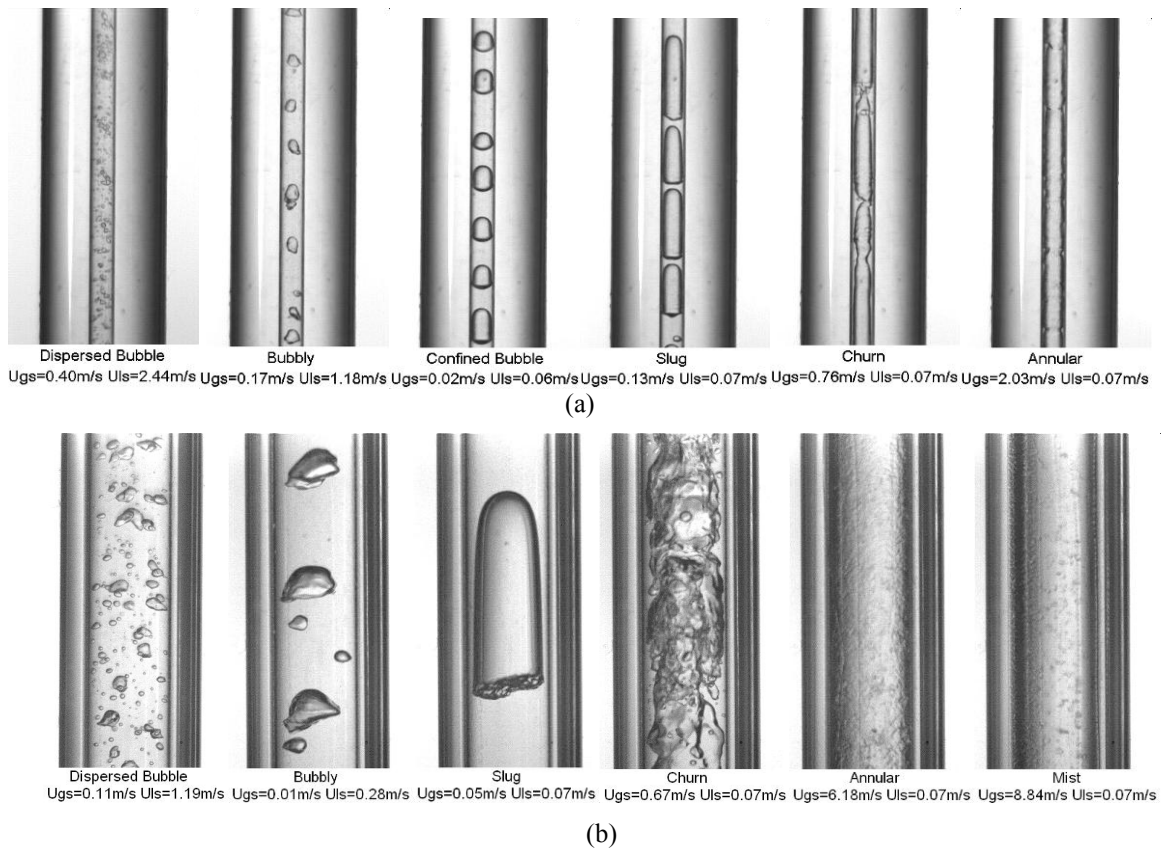 Dispersed Bubble Bubbly Confined Bubble Slug Churn Annular
Ugs=0.40m/s Uls=2.44m/s Ugs=0.17m/s Uls=1.18m/s Ugs=0.02m/s Uls=0.06m/s Ugs=0.13m/s Uls=0.07m/s Ugs=0.76m/s Uls=0.07m/s Ugs=2.03m/s Uls=0.07m/s
(a)
Dispersed Bubble Bubbly Slug Churn Annular Mist
Ugs=0.11m/s Uls=1.19m/s Ugs=0.01m/s Uls=0.28m/s Ugs=0.05m/s Uls=0.07m/s Ugs=0.67m/s Uls=0.07m/s Ugs=6.18m/s Uls=0.07m/s Ugs=8.84m/s Uls=0.07m/s
(b)